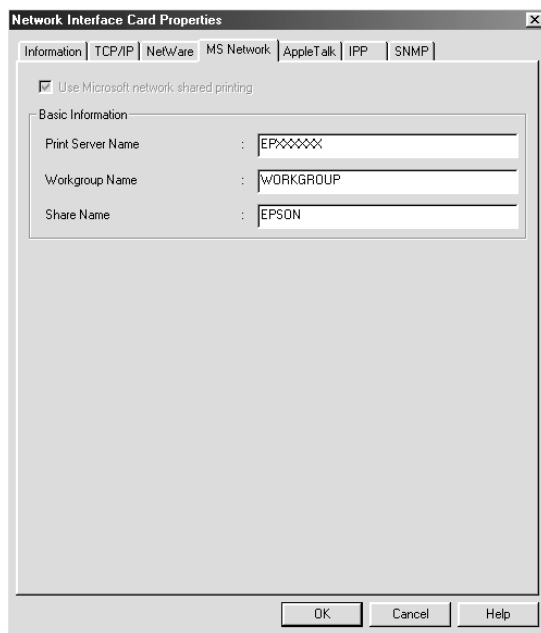 Network Interface Card Properties
Information TCP/IP NetWare MS Network AppleTalk IPP SNMP
Use Microsoft network shared printing
Basic Information
Print Server Name : EPXXXXXX
Workgroup Name : WORKGROUP
Share Name : EPSON
OK Cancel Help